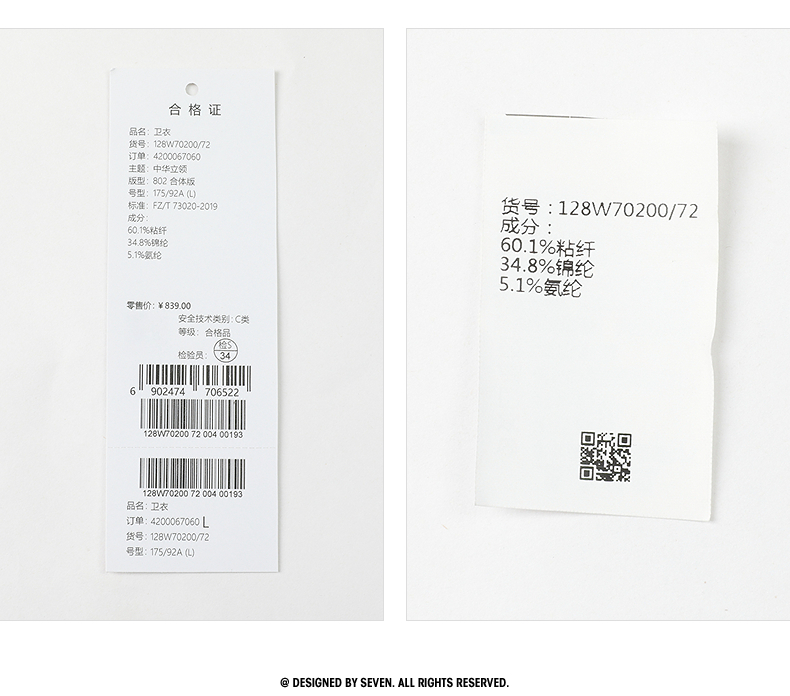 合格证
品名: 卫衣
货号: 128W70200/72
订单: 4200067060
主题: 中华立领
版型: 802 合体版
号型: 175/92A (L)
标准: FZ/T 73020-2019
成分:
60.1%粘纤
34.8%锦纶
5.1%氨纶
零售价: ¥839.00
安全技术类别: C类
等级: 合格品
检验员: 检S
34
6 902474 706522
128W70200 72 004 00193
128W70200 72 004 00193
品名: 卫衣
订单: 4200067060 L
货号: 128W70200/72
号型: 175/92A (L)
货号：128W70200/72
成分：
60.1%粘纤
34.8%锦纶
5.1%氨纶
@ DESIGNED BY SEVEN. ALL RIGHTS RESERVED.